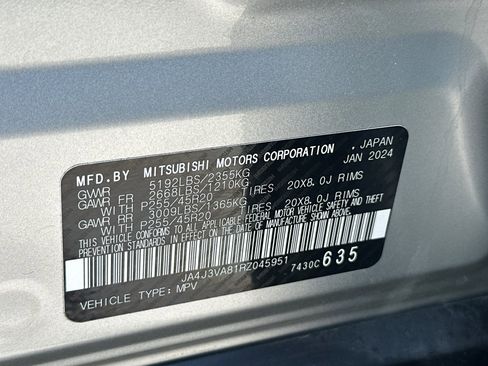 MFD.BY MITSUBISHI MOTORS CORPORATION , JAPAN
JAN 2024
GVWR 5192LBS/2355KG
GAWR FR 2668LBS/1210KG
WITH P255/45R20 TIRES 20X8.0J RIMS
GAWR RR 3009LBS/1365KG
WITH P255/45R20 TIRES 20X8.0J RIMS
THIS VEHICLE CONFORMS TO ALL APPLICABLE FEDERAL MOTOR VEHICLE
SAFETY AND THEFT PREVENTION STANDARDS IN EFFECT ON
THE DATE OF MANUFACTURE SHOWN ABOVE.
JA4J3VA81RZ045951
7430C635
VEHICLE TYPE: MPV